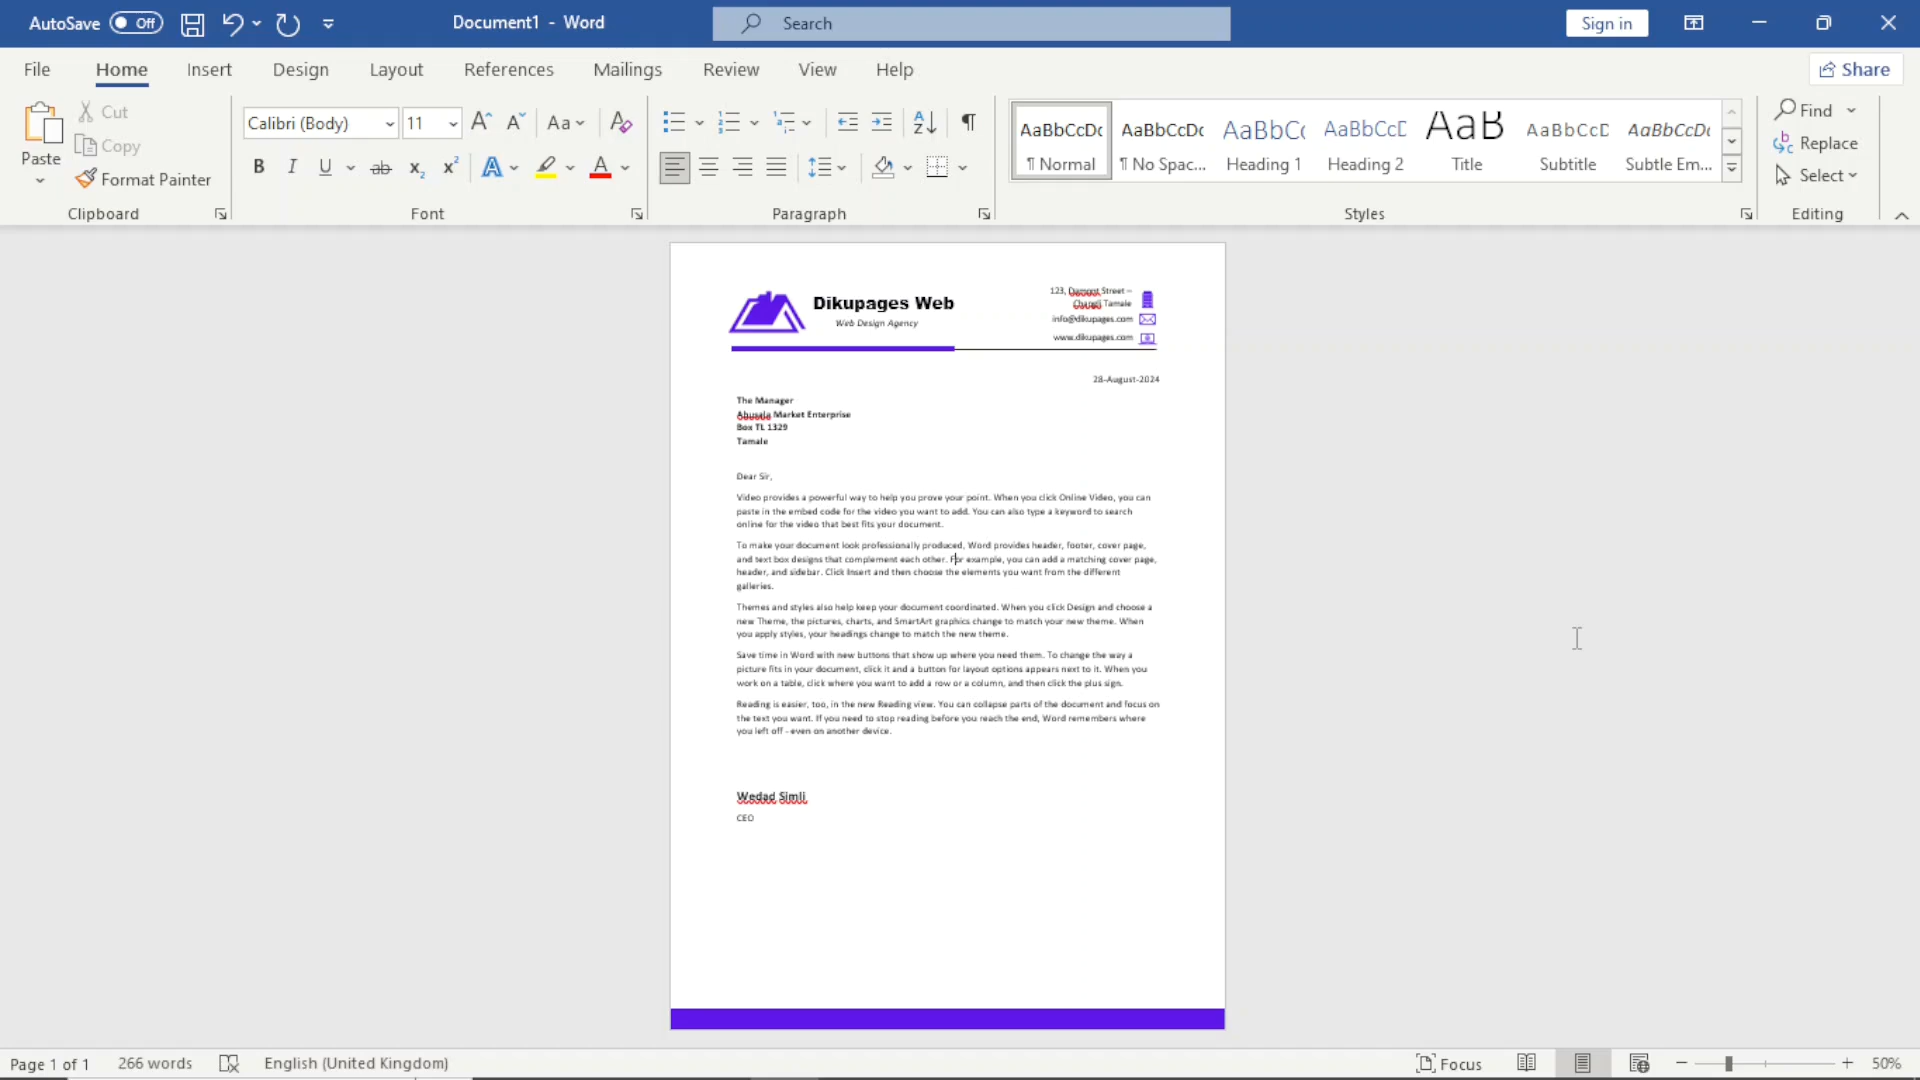 AutoSave Off Document1 - Word Search Sign in
File Home Insert Design Layout References Mailings Review View Help Share
Paste Cut Copy Format Painter
Clipboard
Calibri (Body) 11 Aa
B I U ab x₂ x² A A
Font
Paragraph
AaBbCcDc AaBbCcDc AaBbCc AaBbCcD AaB AaBbCcD AaBbCcDc
¶ Normal ¶ No Spac... Heading 1 Heading 2 Title Subtitle Subtle Em...
Styles
Find
Replace
Select
Editing
Dikupages Web
Web Design Agency
123, Street –
Changli Tamale
info@dikupages.com
www.dikupages.com
28-August-2024
The Manager
Abusala Market Enterprise
Box TL 1329
Tamale
Dear Sir,
Video provides a powerful way to help you prove your point. When you click Online Video, you can
paste in the embed code for the video you want to add. You can also type a keyword to search
online for the video that best fits your document.
To make your document look professionally produced, Word provides header, footer, cover page,
and text box designs that complement each other. For example, you can add a matching cover page,
header, and sidebar. Click Insert and then choose the elements you want from the different
galleries.
Themes and styles also help keep your document coordinated. When you click Design and choose a
new Theme, the pictures, charts, and SmartArt graphics change to match your new theme. When
you apply styles, your headings change to match the new theme.
Save time in Word with new buttons that show up where you need them. To change the way a
picture fits in your document, click it and a button for layout options appears next to it. When you
work on a table, click where you want to add a row or a column, and then click the plus sign.
Reading is easier, too, in the new Reading view. You can collapse parts of the document and focus on
the text you want. If you need to stop reading before you reach the end, Word remembers where
you left off - even on another device.
Wedad Simli
CEO
Page 1 of 1 266 words English (United Kingdom) Focus 50%